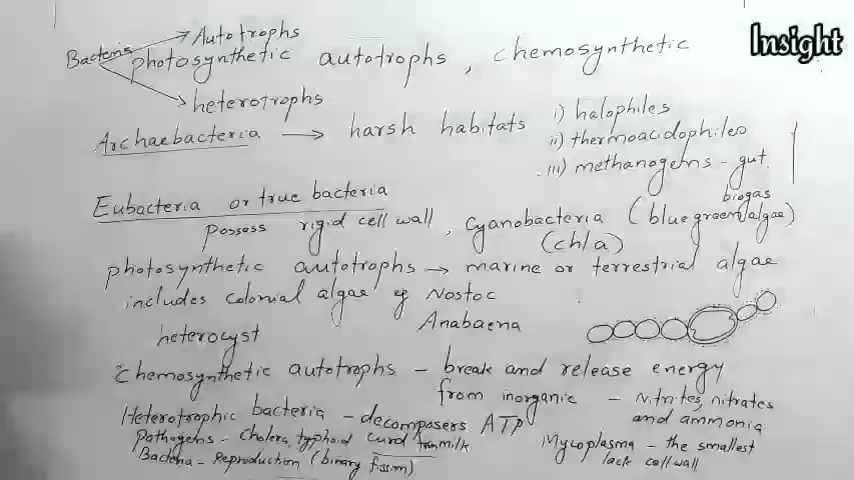 Insight
Bacteria
Autotrophs
photosynthetic autotrophs, chemosynthetic
heterotrophs
Archaebacteria → harsh habitats
i) halophiles
ii) thermoacidophiles
iii) methanogens - gut
biogas
Eubacteria or true bacteria
possess rigid cell wall, Cyanobacteria (blue green algae)
(chl a)
photosynthetic autotrophs → marine or terrestrial algae
includes colonial algae eg Nostoc
Anabaena
heterocyst
Chemosynthetic autotrophs - break and release energy
from inorganic - Nitrites, nitrates
and ammonia
Heterotrophic bacteria - decomposers ATP
Pathogens - Cholera, typhoid curd from milk
Bacteria - Reproduction (binary fission)
Mycoplasma - the smallest
lack cell wall